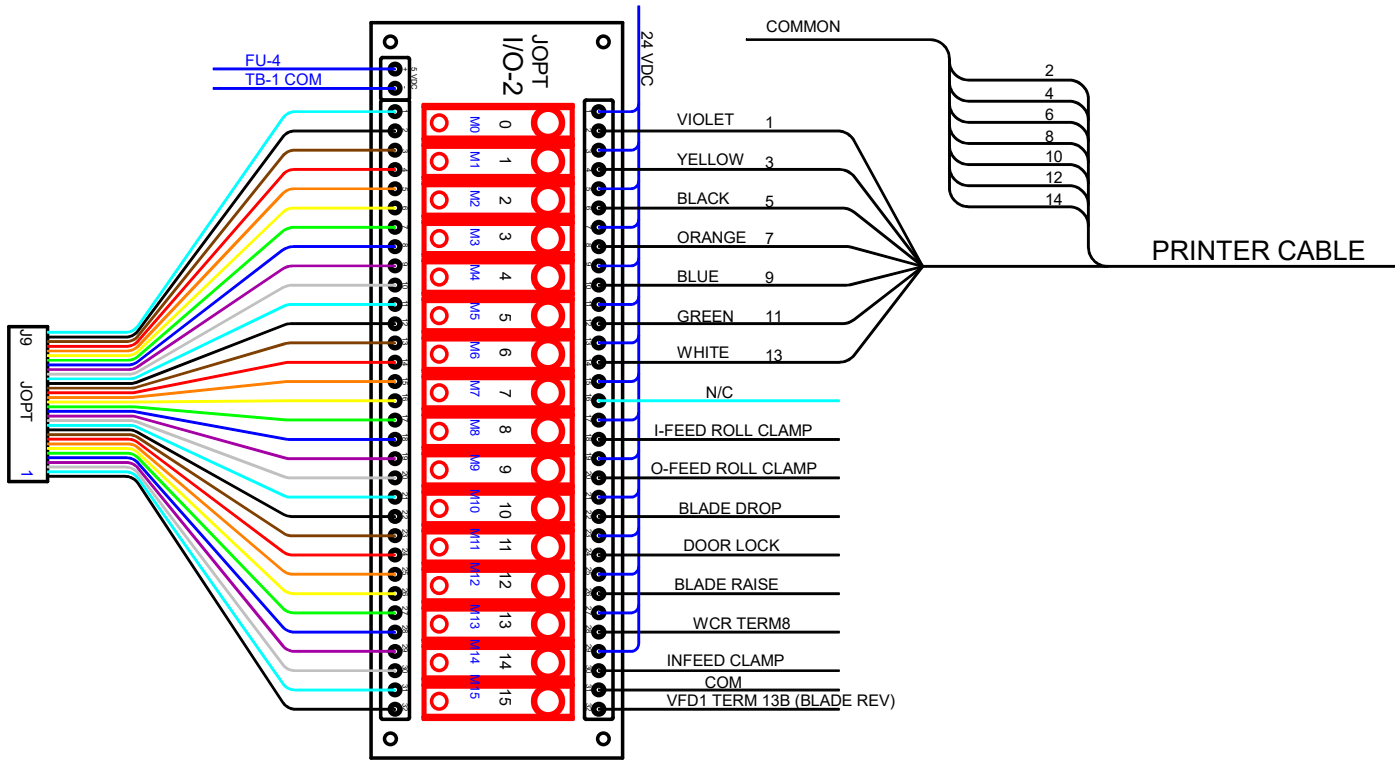 COMMON
FU-4
TB-1 COM
5 VDC
+
-
JOPT
I/O-2
24 VDC
2
4
6
8
10
12
14
PRINTER CABLE
VIOLET 1
YELLOW 3
BLACK 5
ORANGE 7
BLUE 9
GREEN 11
WHITE 13
N/C
I-FEED ROLL CLAMP
O-FEED ROLL CLAMP
BLADE DROP
DOOR LOCK
BLADE RAISE
WCR TERM8
INFEED CLAMP
COM
VFD1 TERM 13B (BLADE REV)
M0 0
M1 1
M2 2
M3 3
M4 4
M5 5
M6 6
M7 7
M8 8
M9 9
M10 10
M11 11
M12 12
M13 13
M14 14
M15 15
J9
JOPT
1